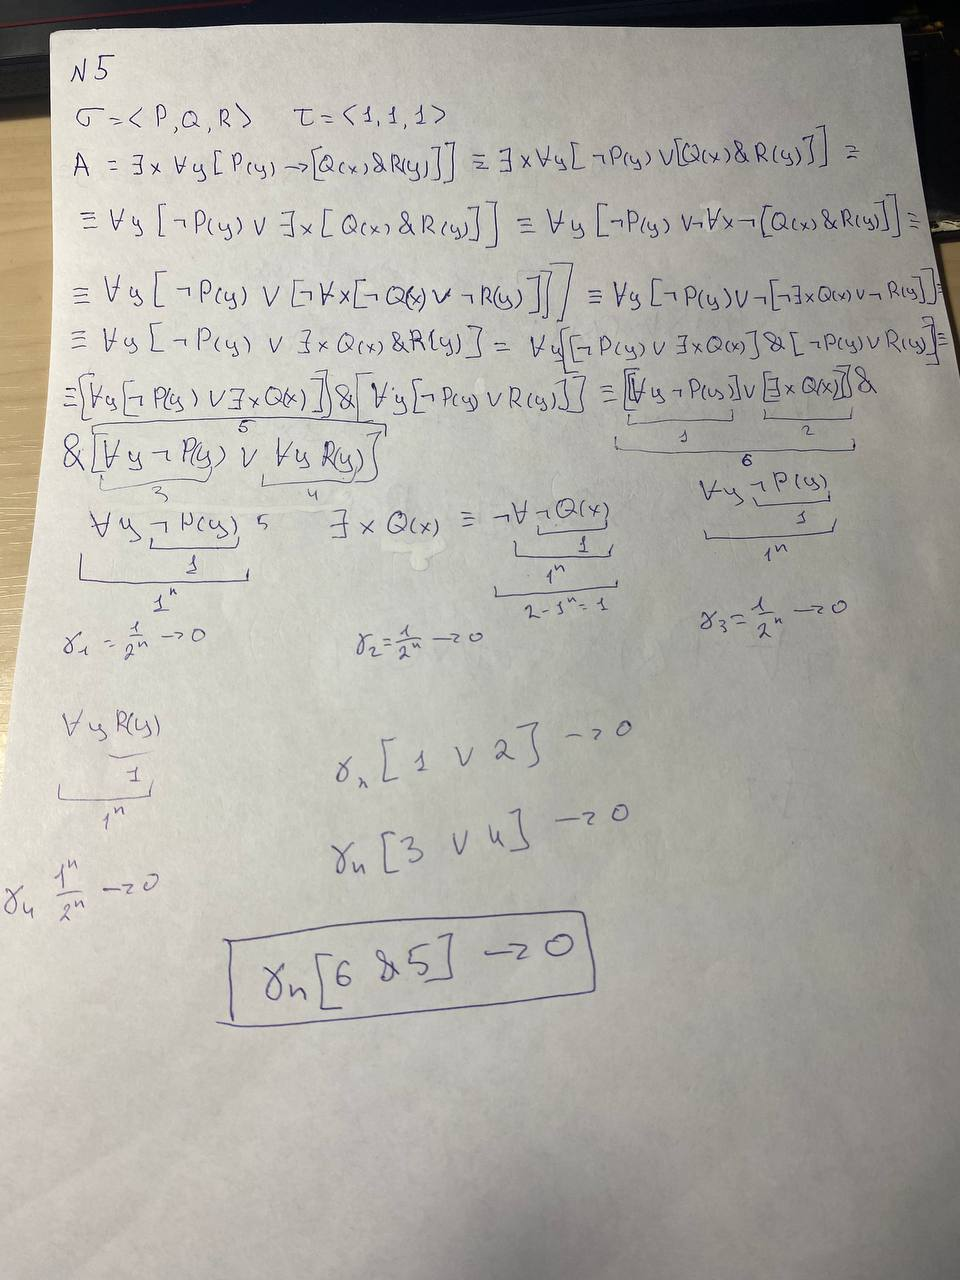 N5
σ = <P, Q, R> τ = <1, 1, 1>
A = ∃x ∀y [P(y) → [Q(x) & R(y)]] ≡ ∃x ∀y [¬P(y) ∨ [Q(x) & R(y)]] ≡
≡ ∀y [¬P(y) ∨ ∃x [Q(x) & R(y)]] ≡ ∀y [¬P(y) ∨ ¬∀x ¬[Q(x) & R(y)]] ≡
≡ ∀y [¬P(y) ∨ [¬∀x [¬Q(x) ∨ ¬R(y)]]] ≡ ∀y [¬P(y) ∨ ¬[¬∃x Q(x) ∨ ¬R(y)]] ≡
≡ ∀y [¬P(y) ∨ ∃x Q(x) & R(y)] = ∀y [[¬P(y) ∨ ∃x Q(x)] & [¬P(y) ∨ R(y)]] ≡
≡ [∀y [¬P(y) ∨ ∃x Q(x)]] & [∀y [¬P(y) ∨ R(y)]] ≡ [[∀y ¬P(y)] ∨ [∃x Q(x)]] &
1 2
6
5
& [∀y ¬P(y) ∨ ∀y R(y)]
3 4
∀y ¬P(y) 5 ∃x Q(x) ≡ ¬∀ ¬Q(x) ∀y ¬P(y)
1 1 1
1ⁿ 1ⁿ 1ⁿ
2 - 1ⁿ = 1
γ₁ = 1/2ⁿ → 0 γ₂ = 1/2ⁿ → 0 γ₃ = 1/2ⁿ → 0
∀y R(y)
1
1ⁿ
γₙ [1 ∨ 2] → 0
γₙ [3 ∨ 4] → 0
γ₄ 1ⁿ/2ⁿ → 0
γₙ [6 & 5] → 0